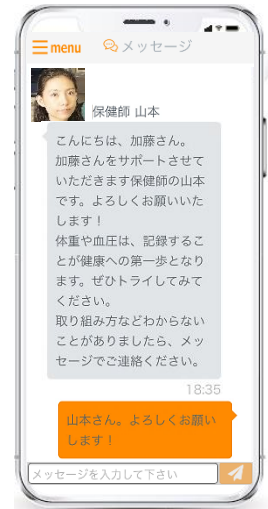 menu
メッセージ
保健師 山本
こんにちは、加藤さん。
加藤さんをサポートさせて
いただきます保健師の山本
です。よろしくお願いいた
します！
体重や血圧は、記録するこ
とが健康への第一歩となり
ます。ぜひトライしてみて
ください。
取り組み方などわからない
ことがありましたら、メッ
セージでご連絡ください。
18:35
山本さん。よろしくお願い
します！
メッセージを入力して下さい